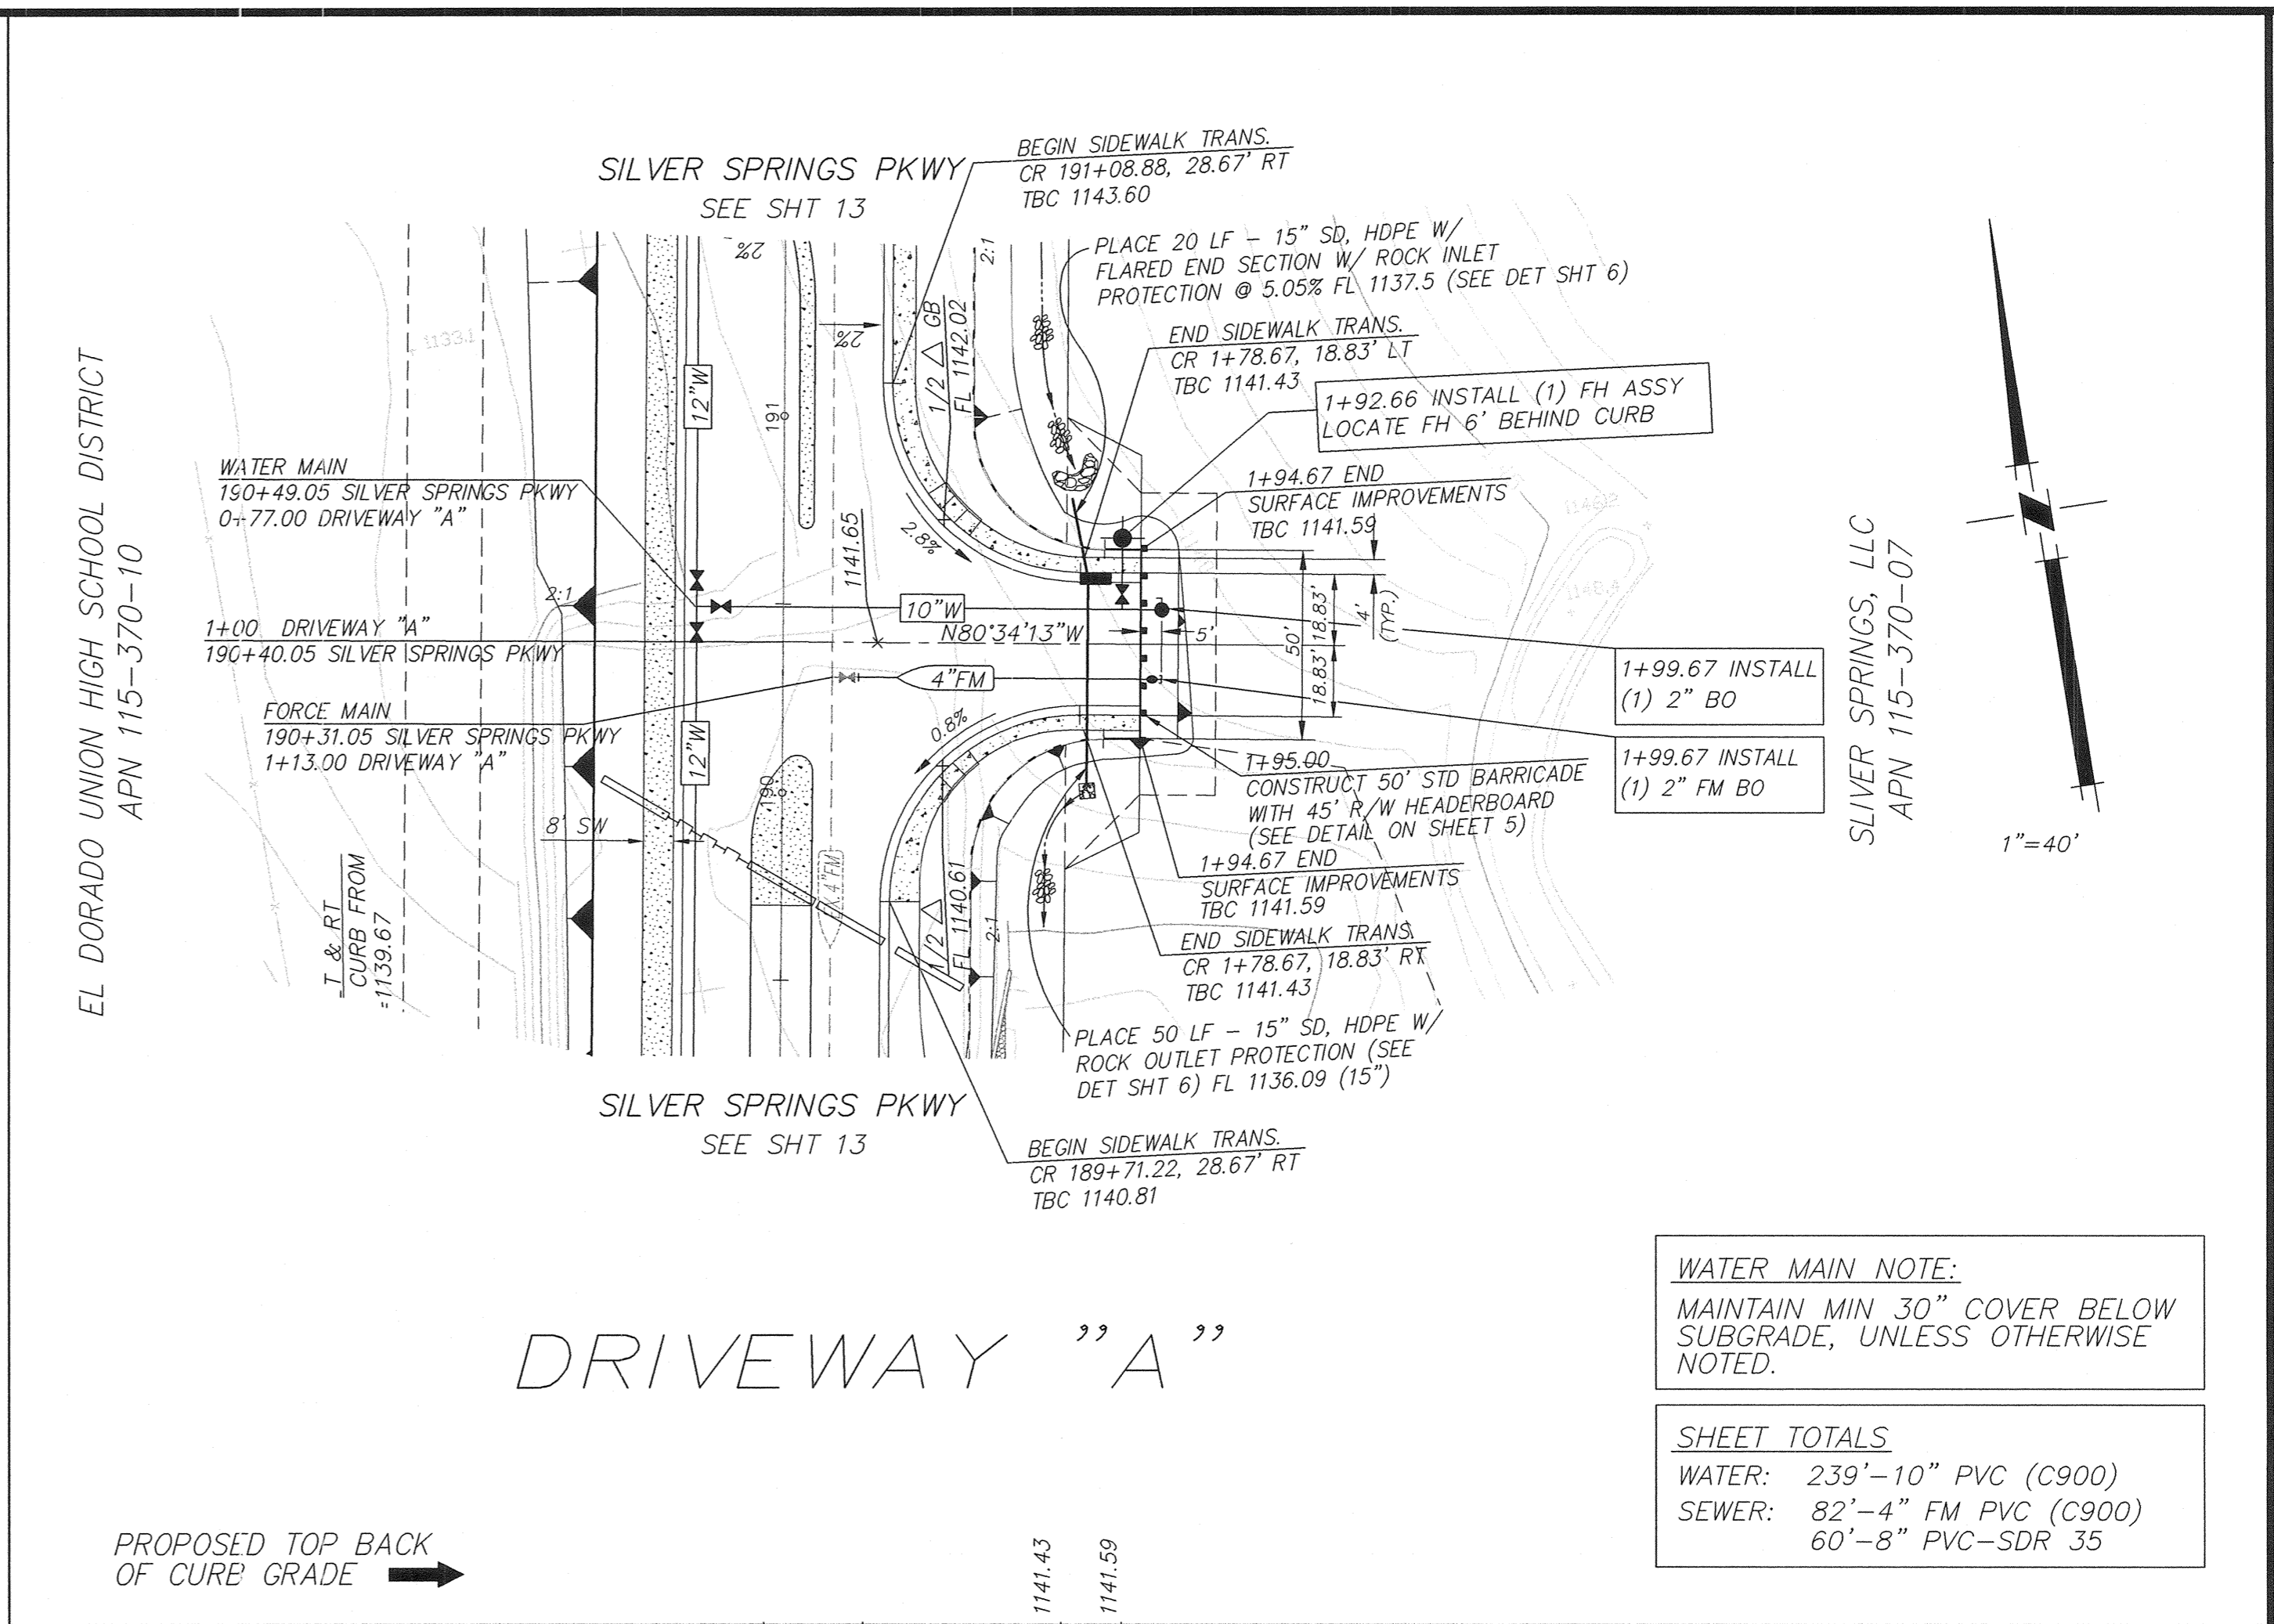 SILVER SPRINGS PKWY
SEE SHT 13
BEGIN SIDEWALK TRANS.
CR 191+08.88, 28.67' RT
TBC 1143.60
PLACE 20 LF - 15" SD, HDPE W/
FLARED END SECTION W/ ROCK INLET
PROTECTION @ 5.05% FL 1137.5 (SEE DET SHT 6)
END SIDEWALK TRANS.
CR 1+78.67, 18.83' LT
TBC 1141.43
1+92.66 INSTALL (1) FH ASSY
LOCATE FH 6' BEHIND CURB
1+94.67 END
SURFACE IMPROVEMENTS
TBC 1141.59
2%
2%
2:1
1/2 △ GB
FL 1142.02
12"W
191
1133.1
EL DORADO UNION HIGH SCHOOL DISTRICT
APN 115-370-10
WATER MAIN
190+49.05 SILVER SPRINGS PKWY
0+77.00 DRIVEWAY "A"
2.8%
1141.65
2:1
10"W
N80°34'13"W
1+00 DRIVEWAY "A"
190+40.05 SILVER SPRINGS PKWY
4"FM
5'
50'
18.83'
18.83'
4'
(TYP.)
FORCE MAIN
190+31.05 SILVER SPRINGS PKWY
1+13.00 DRIVEWAY "A"
12"W
0.8%
190
8' SW
4"FM
1+99.67 INSTALL
(1) 2" BO
1+99.67 INSTALL
(1) 2" FM BO
SLIVER SPRINGS, LLC
APN 115-370-07
1"=40'
1+95.00
CONSTRUCT 50' STD BARRICADE
WITH 45' R/W HEADERBOARD
(SEE DETAIL ON SHEET 5)
1+94.67 END
SURFACE IMPROVEMENTS
TBC 1141.59
END SIDEWALK TRANS.
CR 1+78.67, 18.83' RT
TBC 1141.43
T & RT
CURB FROM
=1139.67
1/2 △
FL 1140.61
2:1
PLACE 50 LF - 15" SD, HDPE W/
ROCK OUTLET PROTECTION (SEE
DET SHT 6) FL 1136.09 (15")
SILVER SPRINGS PKWY
SEE SHT 13
BEGIN SIDEWALK TRANS.
CR 189+71.22, 28.67' RT
TBC 1140.81
DRIVEWAY "A"
WATER MAIN NOTE:
MAINTAIN MIN 30" COVER BELOW
SUBGRADE, UNLESS OTHERWISE
NOTED.
SHEET TOTALS
WATER: 239'-10" PVC (C900)
SEWER: 82'-4" FM PVC (C900)
60'-8" PVC-SDR 35
PROPOSED TOP BACK
OF CURB GRADE
1141.43
1141.59